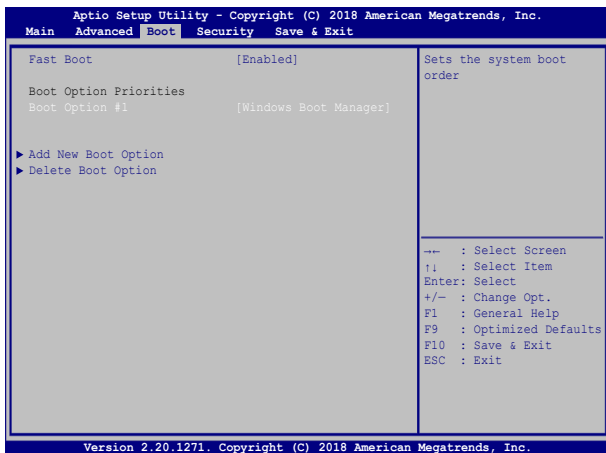 Aptio Setup Utility - Copyright (C) 2018 American Megatrends, Inc.
Main Advanced Boot Security Save & Exit
Fast Boot [Enabled]
Boot Option Priorities
Boot Option #1 [Windows Boot Manager]
▶ Add New Boot Option
▶ Delete Boot Option
Sets the system boot
order
→← : Select Screen
↑↓ : Select Item
Enter: Select
+/— : Change Opt.
F1 : General Help
F9 : Optimized Defaults
F10 : Save & Exit
ESC : Exit
Version 2.20.1271. Copyright (C) 2018 American Megatrends, Inc.